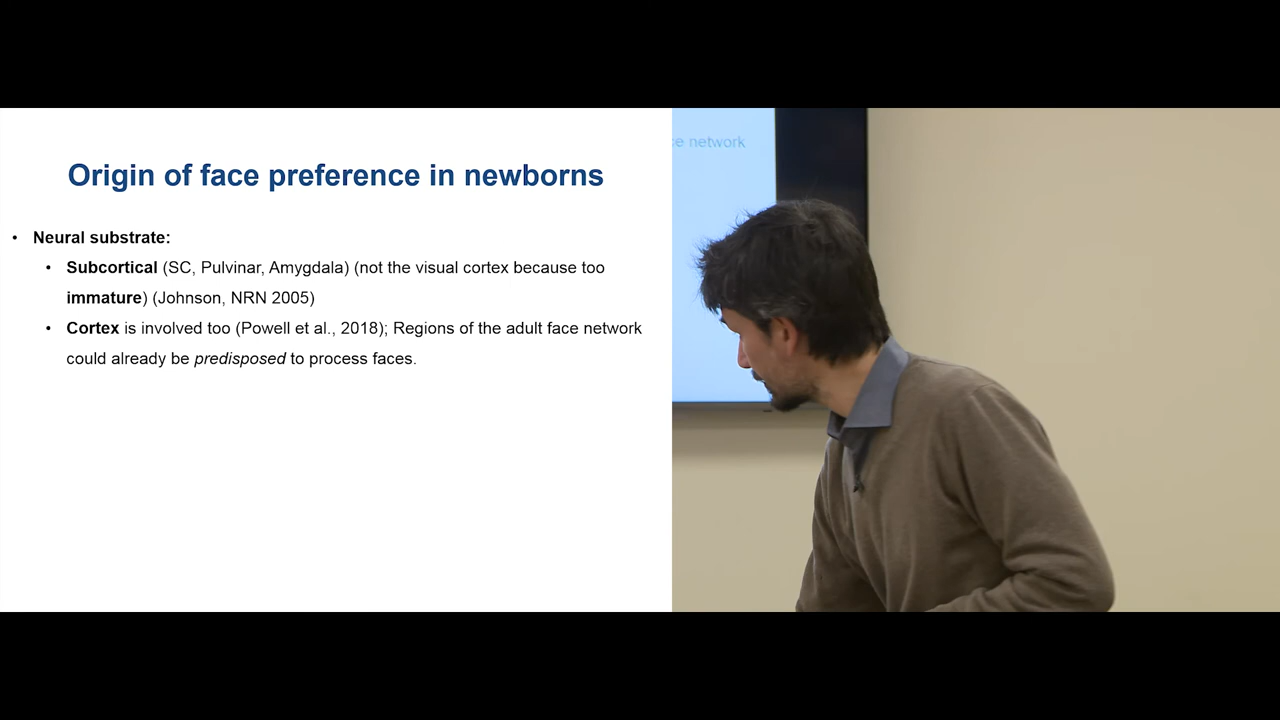 Origin of face preference in newborns
• Neural substrate:
• Subcortical (SC, Pulvinar, Amygdala) (not the visual cortex because too
immature) (Johnson, NRN 2005)
• Cortex is involved too (Powell et al., 2018); Regions of the adult face network
could already be predisposed to process faces.
network